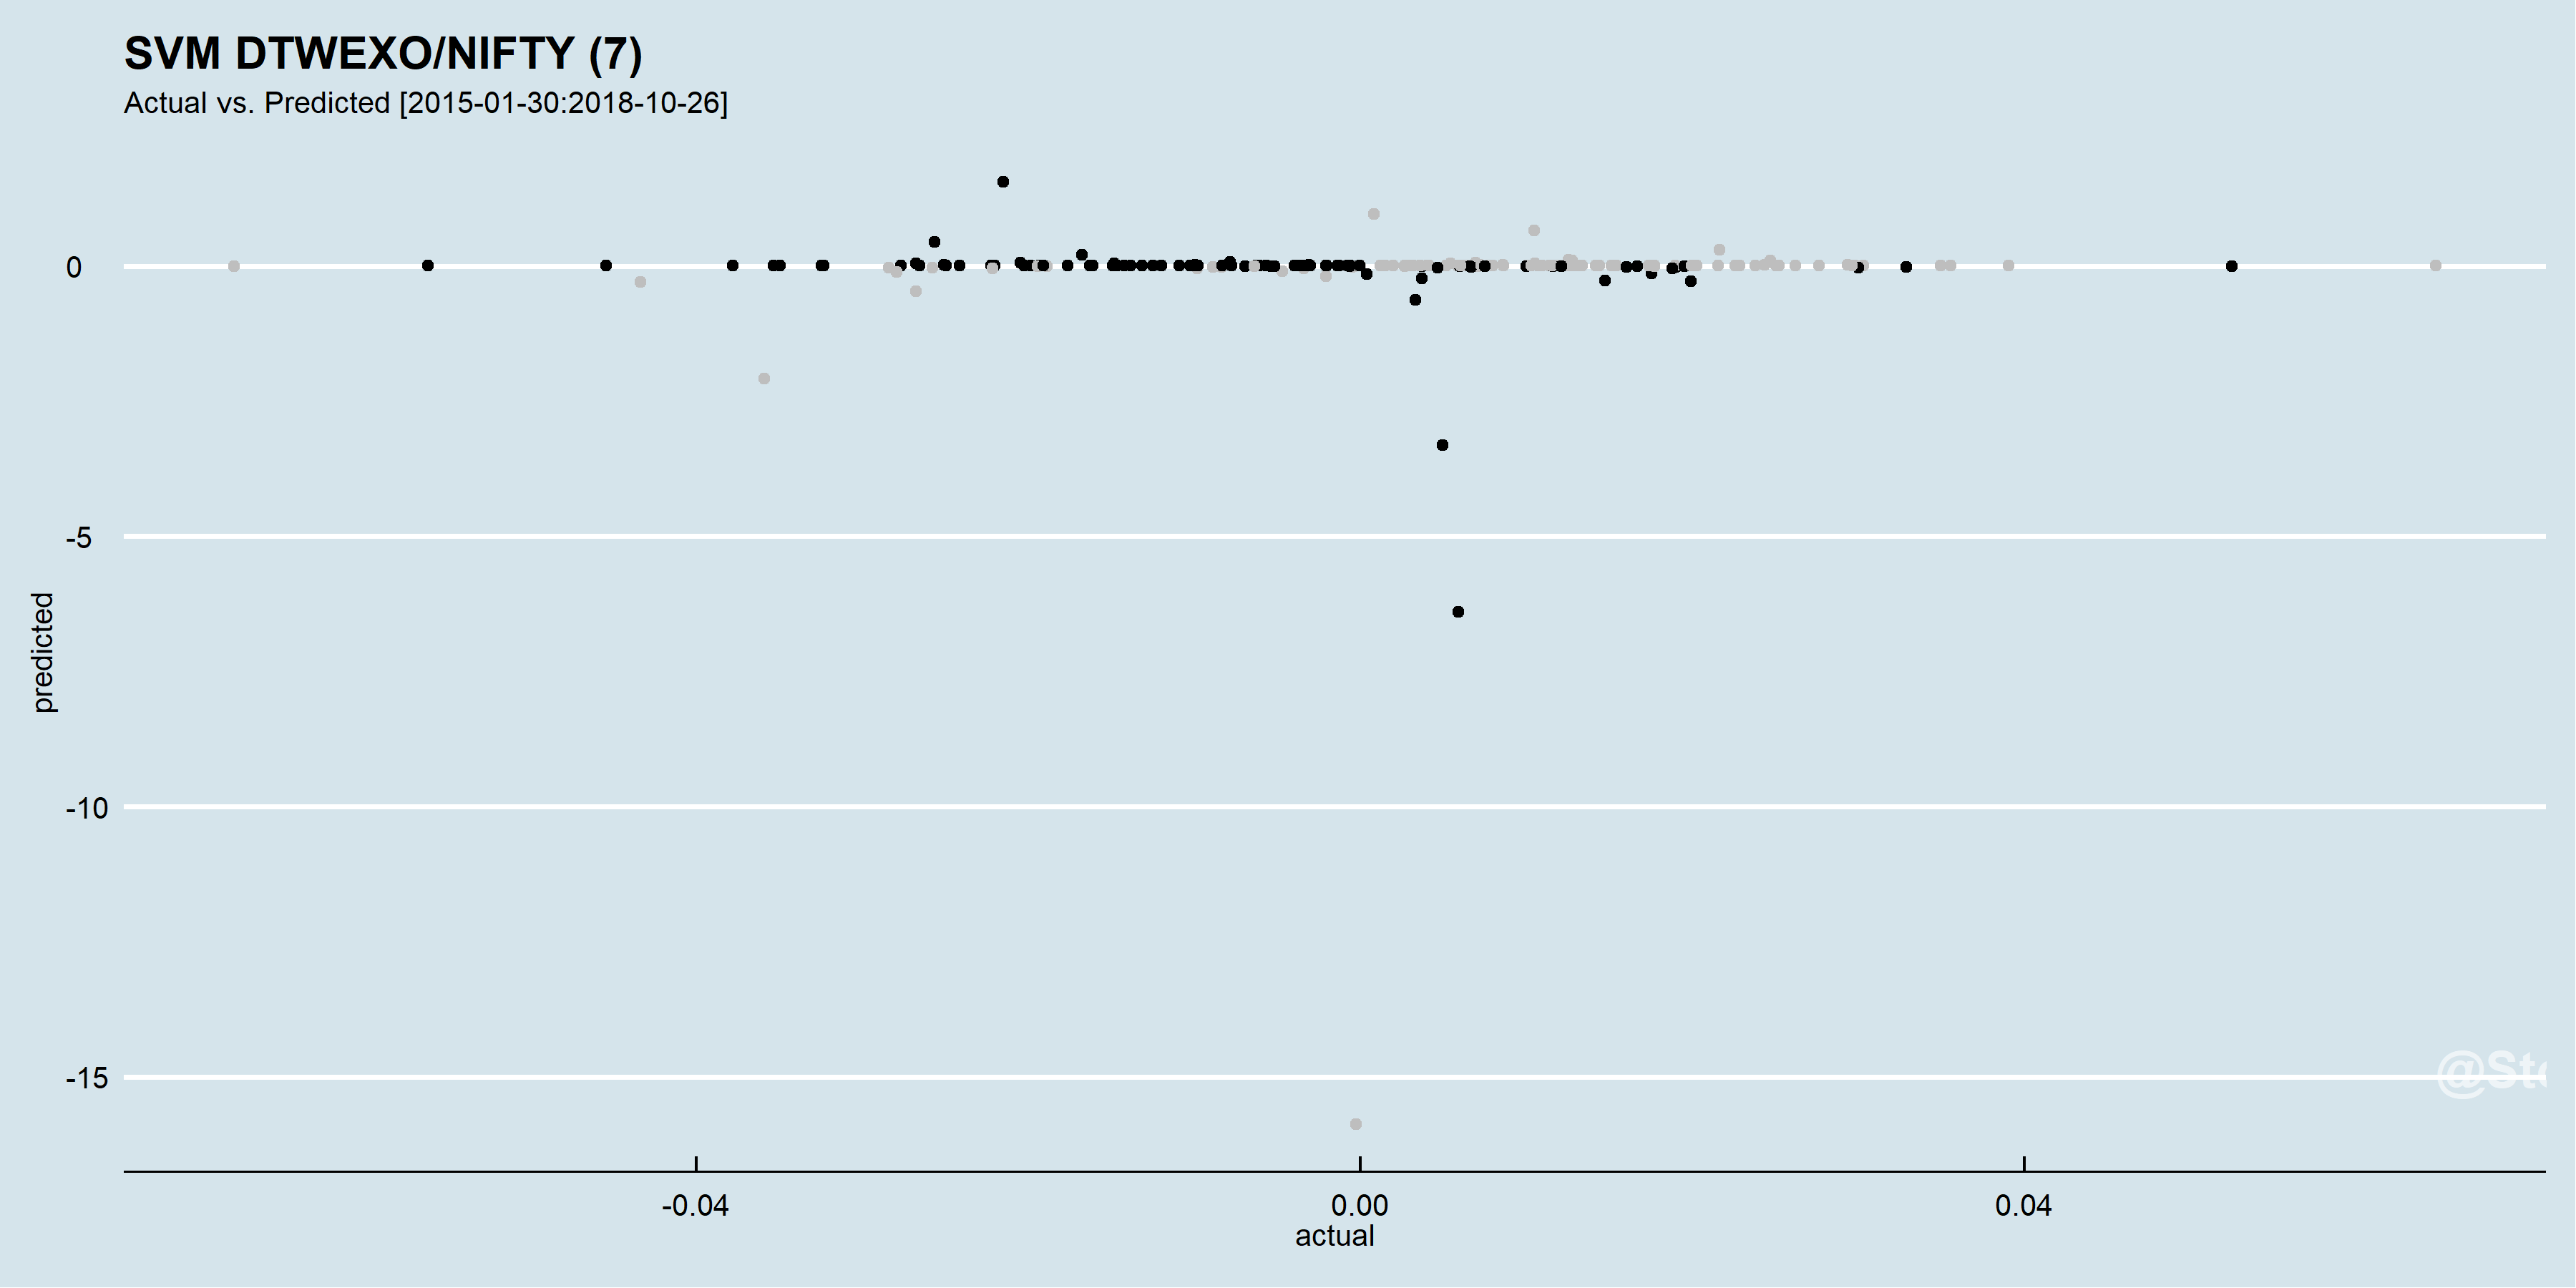 SVM DTWEXO/NIFTY (7)
Actual vs. Predicted [2015-01-30:2018-10-26]
0
-5
-10
-15
predicted
-0.04 0.00 0.04
actual